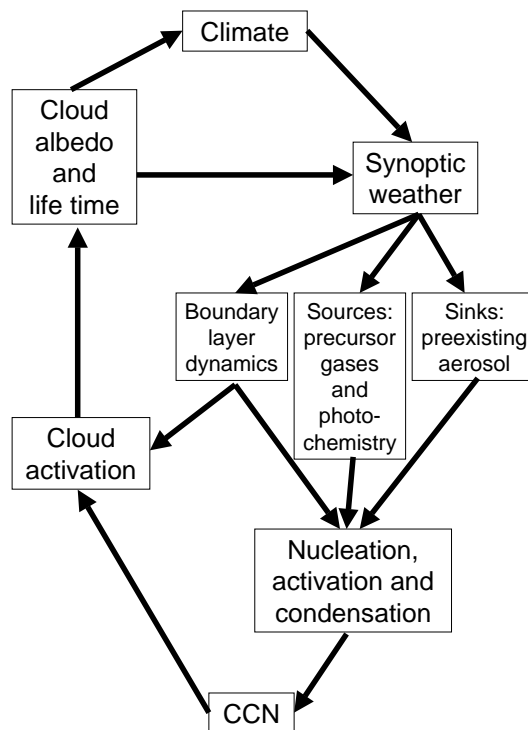 Climate
Cloud
albedo
and
life time
Synoptic
weather
Boundary
layer
dynamics
Sources:
precursor
gases
and
photo-
chemistry
Sinks:
preexisting
aerosol
Cloud
activation
Nucleation,
activation and
condensation
CCN